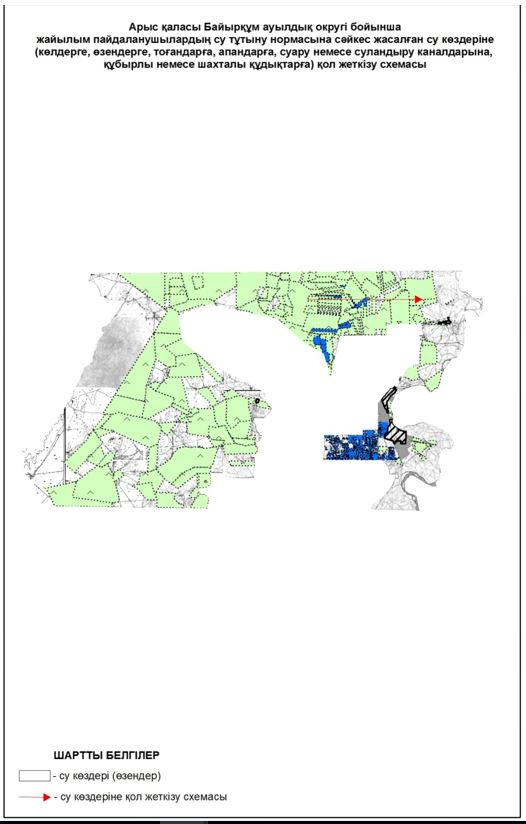 Арыс қаласы Байырқұм ауылдық округі бойынша
жайылым пайдаланушылардың су тұтыну нормасына сәйкес жасалған су көздеріне
(көлдерге, өзендерге, тоғандарға, апандарға, суару немесе суландыру каналдарына,
құбырлы немесе шахталы құдықтарға) қол жеткізу схемасы
ШАРТТЫ БЕЛГІЛЕР
- су көздері (өзендер)
- су көздеріне қол жеткізу схемасы